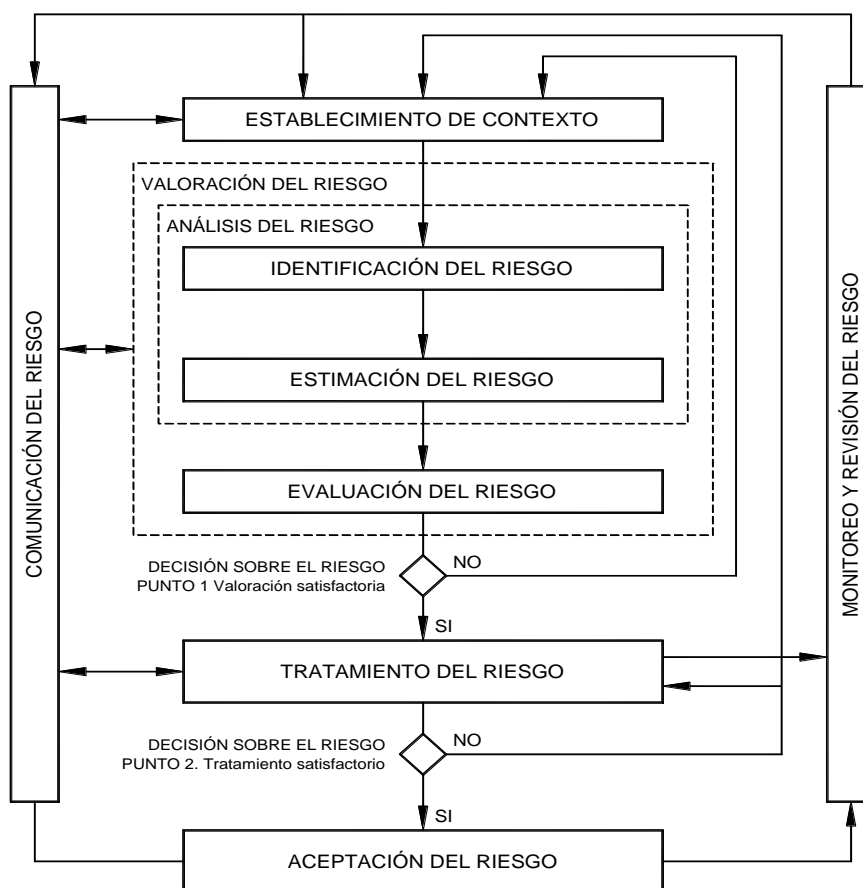 ESTABLECIMIENTO DE CONTEXTO
VALORACIÓN DEL RIESGO
ANÁLISIS DEL RIESGO
IDENTIFICACIÓN DEL RIESGO
ESTIMACIÓN DEL RIESGO
EVALUACIÓN DEL RIESGO
DECISIÓN SOBRE EL RIESGO
PUNTO 1 Valoración satisfactoria
NO
SI
TRATAMIENTO DEL RIESGO
DECISIÓN SOBRE EL RIESGO
PUNTO 2. Tratamiento satisfactorio
NO
SI
ACEPTACIÓN DEL RIESGO
COMUNICACIÓN DEL RIESGO
MONITOREO Y REVISIÓN DEL RIESGO